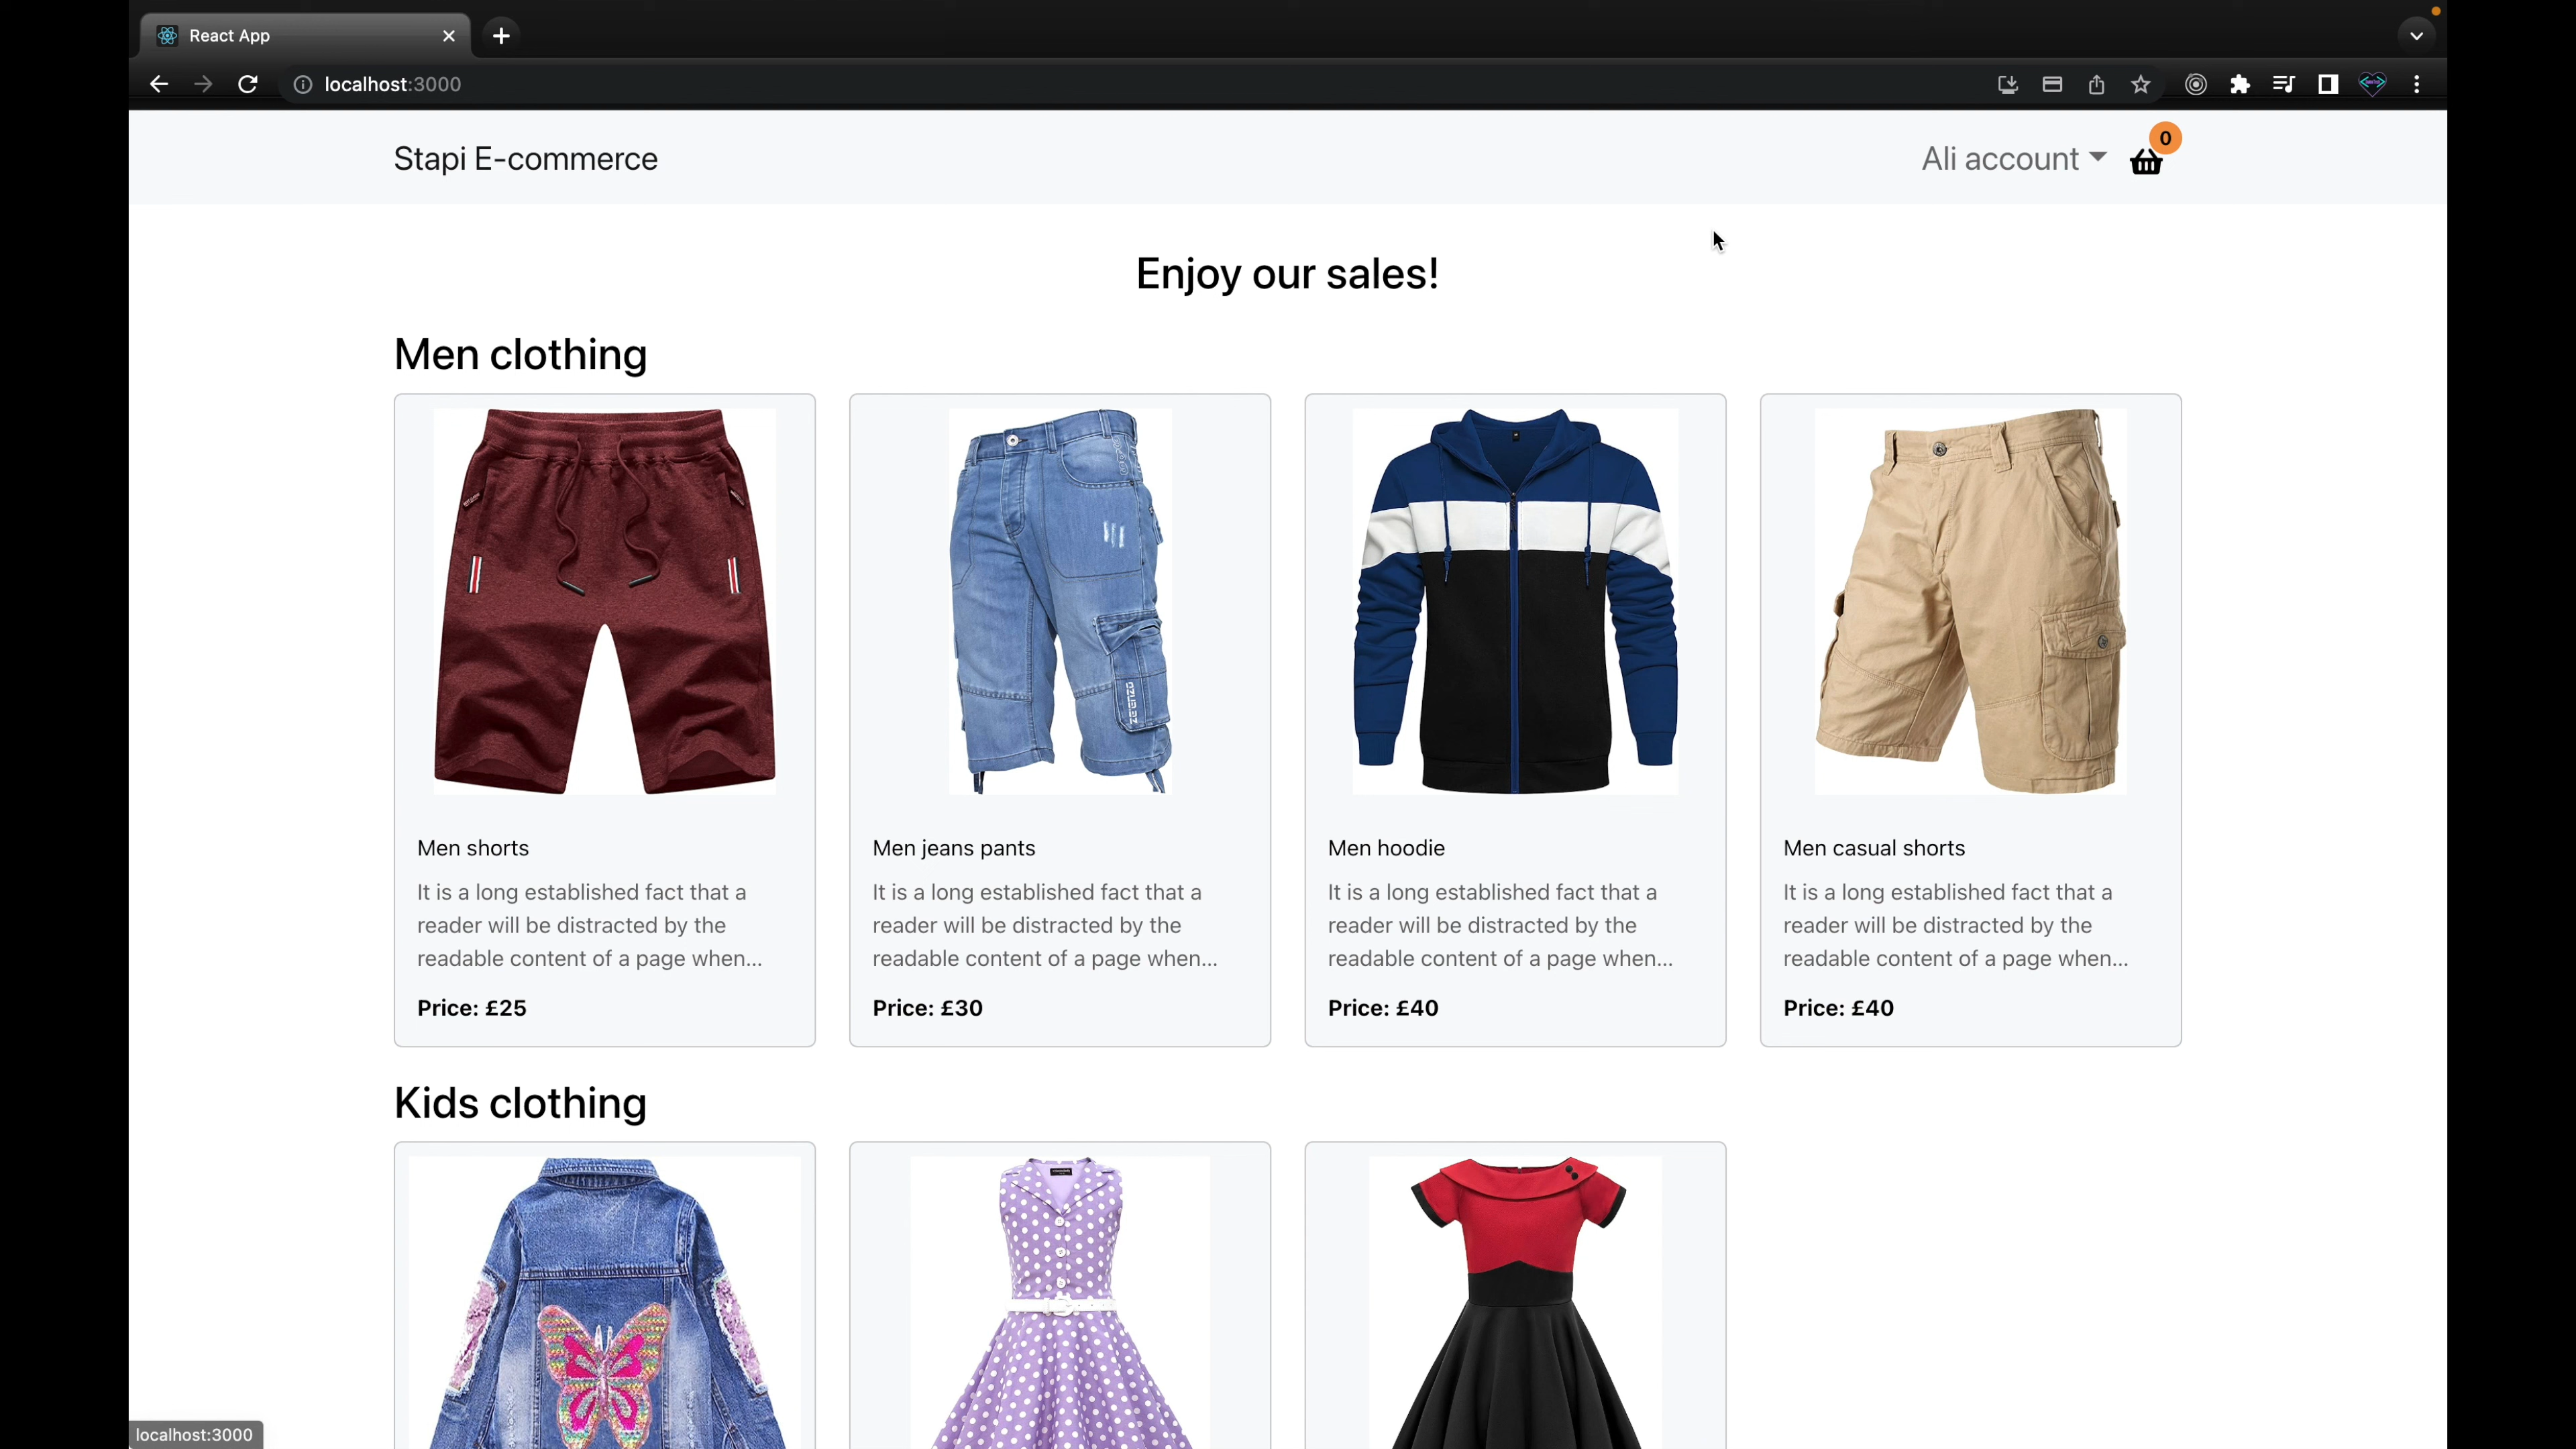 React App
localhost:3000
Stapi E-commerce
Ali account
0
Enjoy our sales!
Men clothing
Men shorts
It is a long established fact that a
reader will be distracted by the
readable content of a page when...
Price: £25
Men jeans pants
It is a long established fact that a
reader will be distracted by the
readable content of a page when...
Price: £30
Men hoodie
It is a long established fact that a
reader will be distracted by the
readable content of a page when...
Price: £40
Men casual shorts
It is a long established fact that a
reader will be distracted by the
readable content of a page when...
Price: £40
Kids clothing
localhost:3000